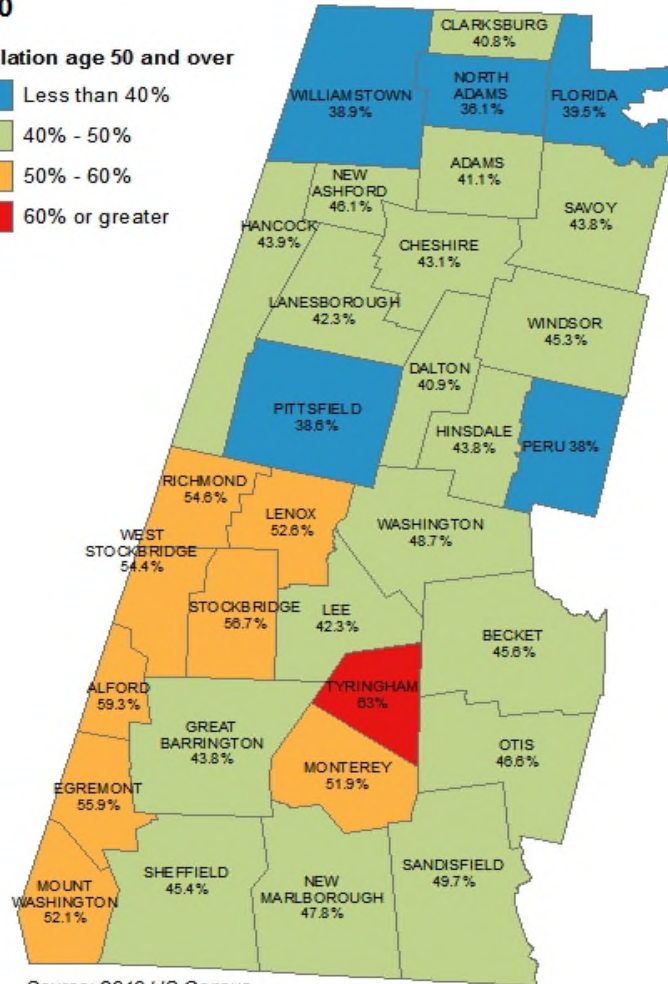 0
lation age 50 and over
Less than 40%
40% - 50%
50% - 60%
60% or greater
CLARKSBURG
40.8%
WILLIAMSTOWN
38.9%
NORTH
ADAMS
36.1%
FLORIDA
39.5%
ADAMS
41.1%
NEW
ASHFORD
46.1%
SAVOY
43.8%
HANCOCK
43.9%
CHESHIRE
43.1%
LANESBOROUGH
42.3%
WINDSOR
45.3%
DALTON
40.9%
PITTSFIELD
38.6%
HINSDALE
43.8%
PERU 38%
RICHMOND
54.6%
LENOX
52.6%
WASHINGTON
48.7%
WEST
STOCKBRIDGE
54.4%
STOCKBRIDGE
56.7%
LEE
42.3%
BECKET
45.6%
ALFORD
59.3%
TYRINGHAM
63%
GREAT
BARRINGTON
43.8%
OTIS
46.6%
MONTEREY
51.9%
EGREMONT
55.9%
SHEFFIELD
45.4%
SANDISFIELD
49.7%
MOUNT
WASHINGTON
52.1%
NEW
MARLBOROUGH
47.8%
Source: 2010 US Census